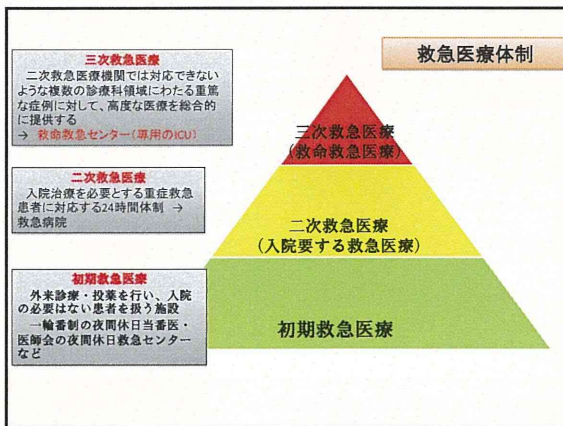 救急医療体制
三次救急医療
二次救急医療機関では対応できない
ような複数の診療科領域にわたる重篤
な症例に対して、高度な医療を総合的
に提供する
→ 救命救急センター(専用のICU)
二次救急医療
入院治療を必要とする重症救急
患者に対応する24時間体制 →
救急病院
初期救急医療
外来診療・投薬を行い、入院
の必要はない患者を扱う施設
一輪番制の夜間休日当番医・
医師会の夜間休日救急センター
など
三次救急医療
(救命救急医療)
二次救急医療
(入院要する救急医療)
初期救急医療